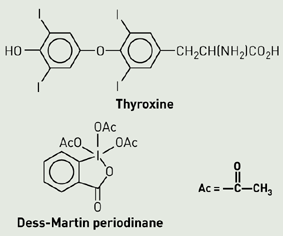 I I
HO O CH₂CH(NH₂)CO₂H
I I
Thyroxine
OAc
AcO OAc
I
O
O
Ac = —C—CH₃
O
Dess-Martin periodinane